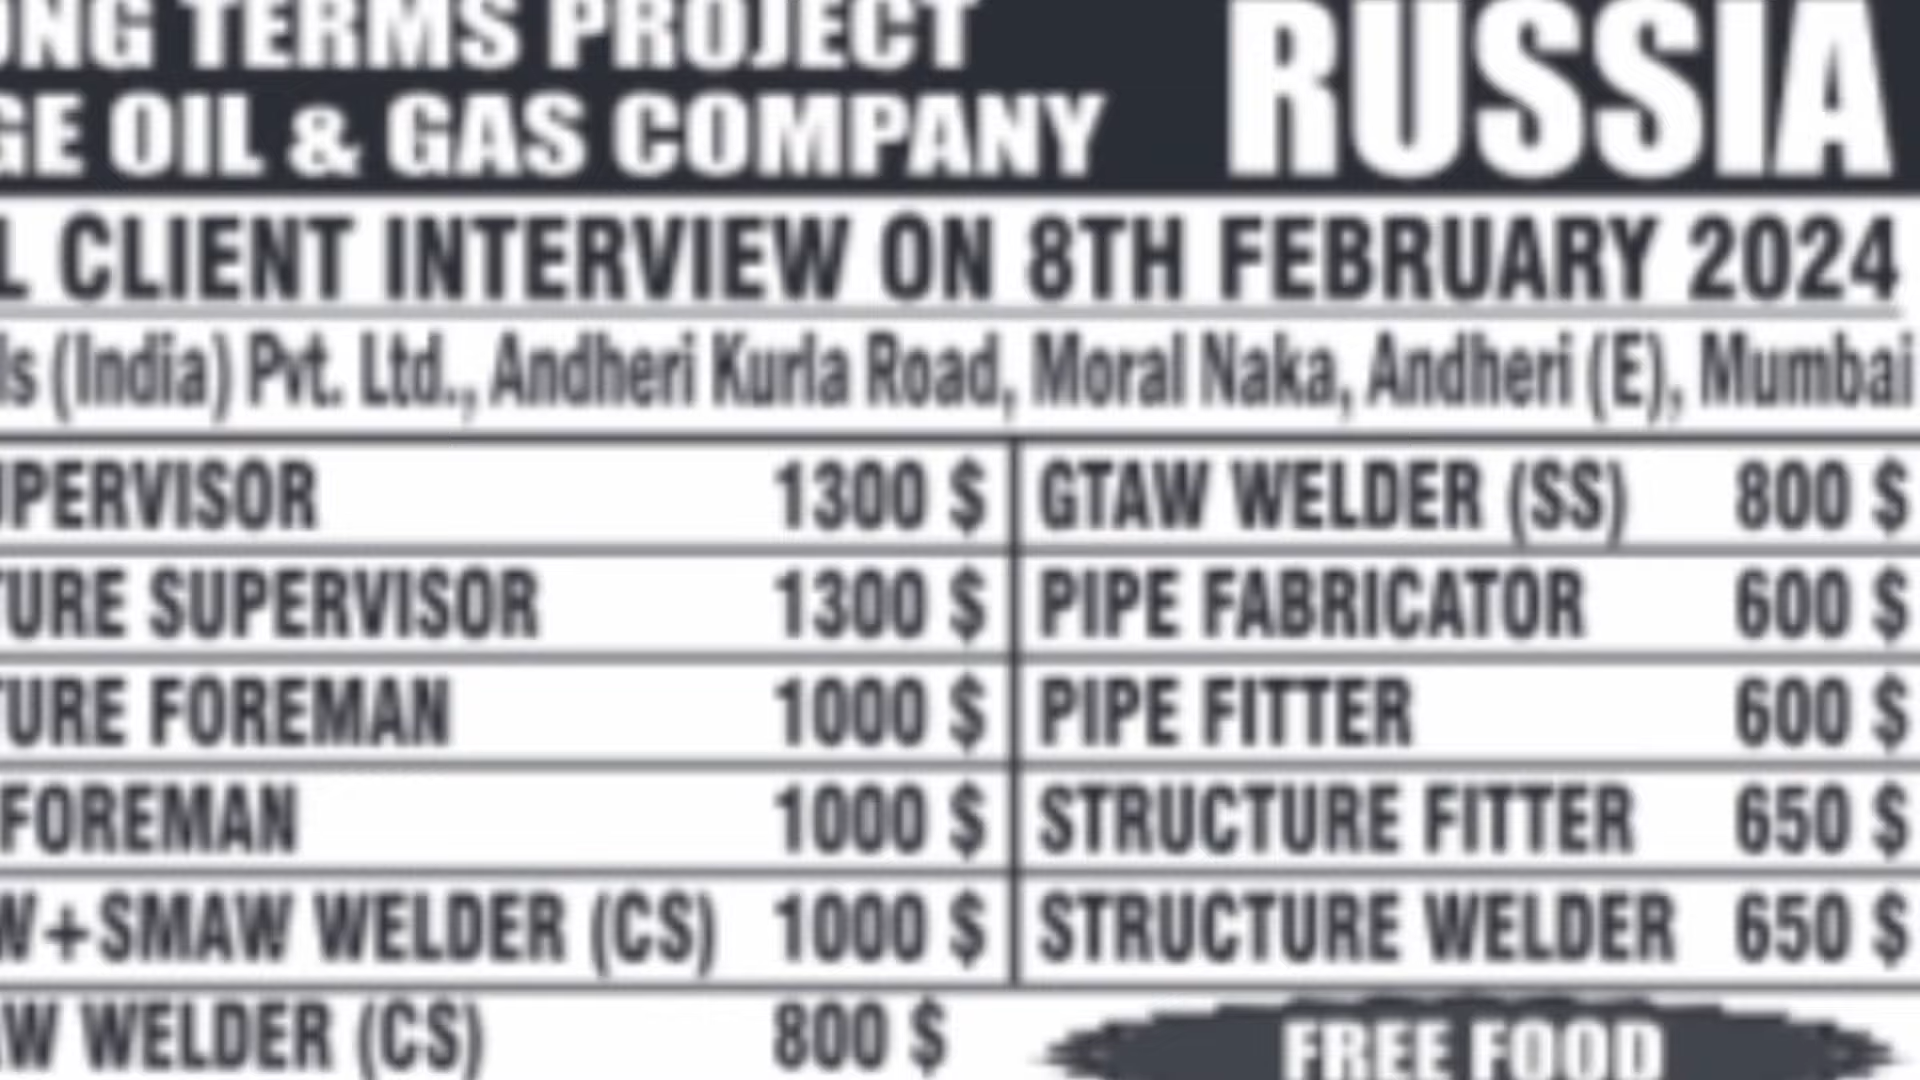 ONG TERMS PROJECT
GE OIL & GAS COMPANY
RUSSIA
L CLIENT INTERVIEW ON 8TH FEBRUARY 2024
ls (India) Pvt. Ltd., Andheri Kurla Road, Moral Naka, Andheri (E), Mumbai
UPERVISOR 1300 $ GTAW WELDER (SS) 800 $
TURE SUPERVISOR 1300 $ PIPE FABRICATOR 600 $
TURE FOREMAN 1000 $ PIPE FITTER 600 $
FOREMAN 1000 $ STRUCTURE FITTER 650 $
W+SMAW WELDER (CS) 1000 $ STRUCTURE WELDER 650 $
AW WELDER (CS) 800 $
FREE FOOD